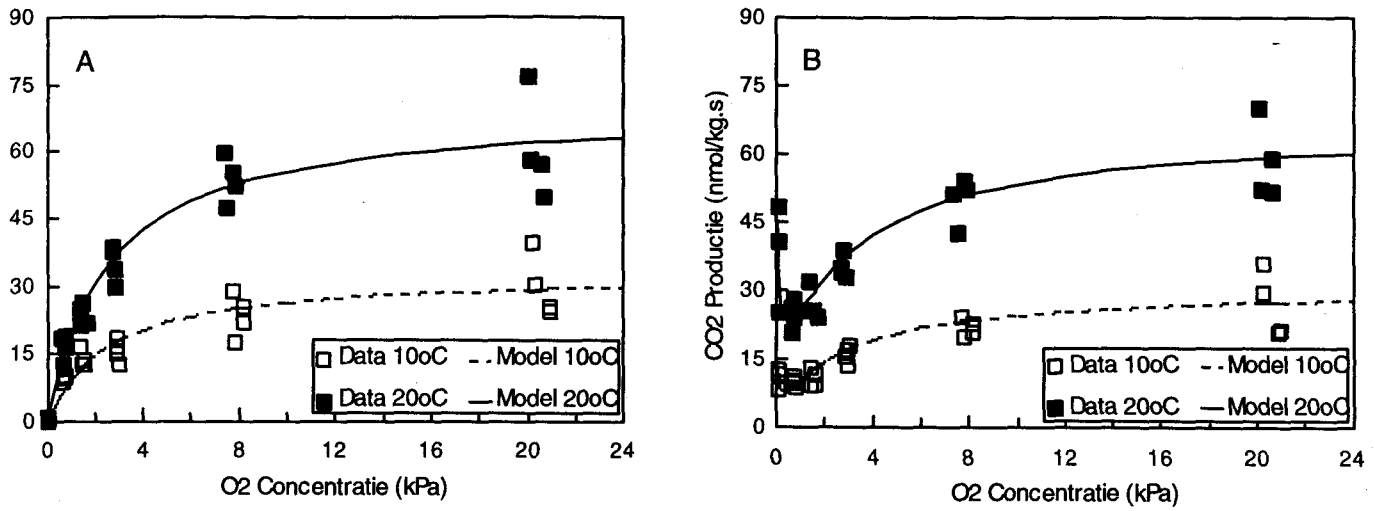 A
90
75
60
45
30
15
0
0 4 8 12 16 20 24
O2 Concentratie (kPa)
Data 10oC
Model 10oC
Data 20oC
Model 20oC
B
CO2 Productie (nmol/kg.s)
90
75
60
45
30
15
0
0 4 8 12 16 20 24
O2 Concentratie (kPa)
Data 10oC
Model 10oC
Data 20oC
Model 20oC